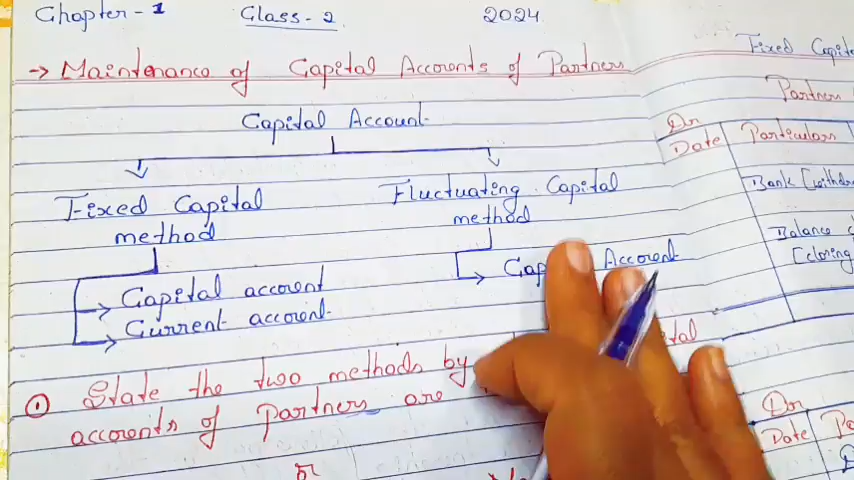 Chapter - 1 Class - 2 2024
→ Maintenance of Capital Accounts of Partners
Capital Account
Fixed Capital method
Fluctuating Capital method
→ Capital account
→ Current account
Account
① State the two methods by
accounts of Partners are
or
Fixed
Partners
Dr
Date Particulars
Bank
Balance
[closing
Dr
Date